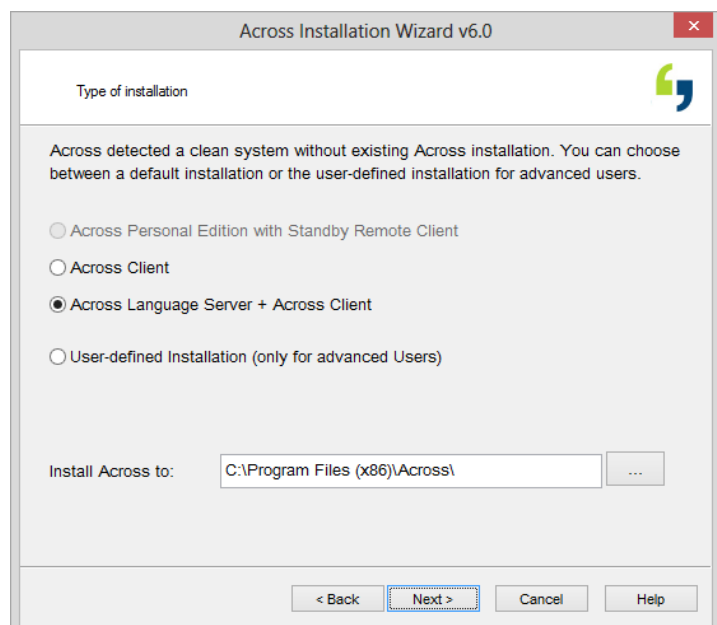 Across Installation Wizard v6.0
Type of installation
Across detected a clean system without existing Across installation. You can choose
between a default installation or the user-defined installation for advanced users.
Across Personal Edition with Standby Remote Client
Across Client
Across Language Server + Across Client
User-defined Installation (only for advanced Users)
Install Across to: C:\Program Files (x86)\Across\ ...
< Back Next > Cancel Help